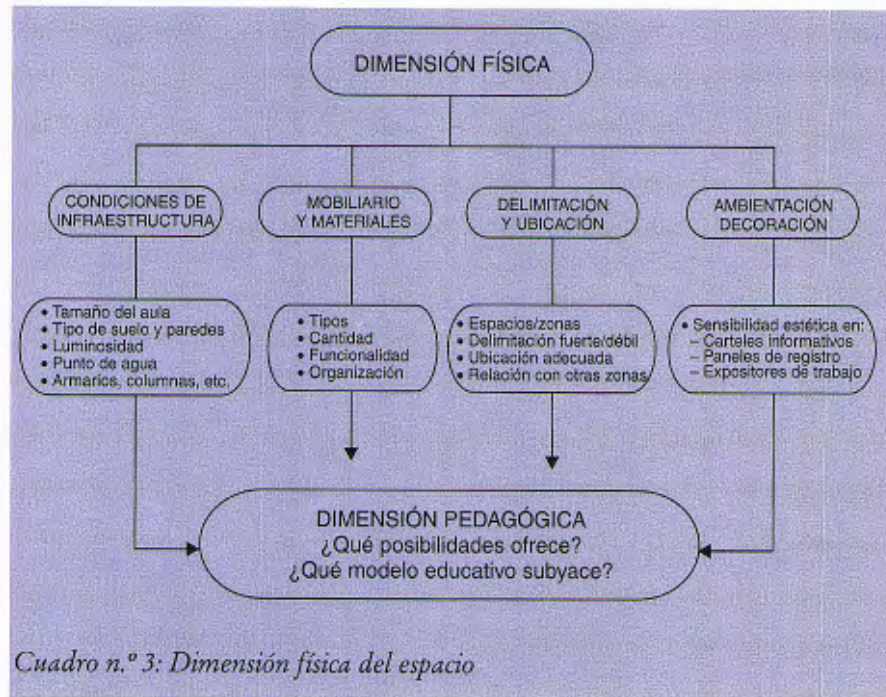 DIMENSIÓN FÍSICA
CONDICIONES DE
INFRAESTRUCTURA
MOBILIARIO
Y MATERIALES
DELIMITACIÓN
Y UBICACIÓN
AMBIENTACIÓN
DECORACIÓN
• Tamaño del aula
• Tipo de suelo y paredes
• Luminosidad
• Punto de agua
• Armarios, columnas, etc.
• Tipos
• Cantidad
• Funcionalidad
• Organización
• Espacios/zonas
• Delimitación fuerte/débil
• Ubicación adecuada
• Relación con otras zonas
• Sensibilidad estética en:
– Carteles informativos
– Paneles de registro
– Expositores de trabajo
DIMENSIÓN PEDAGÓGICA
¿Qué posibilidades ofrece?
¿Qué modelo educativo subyace?
Cuadro n.º 3: Dimensión física del espacio